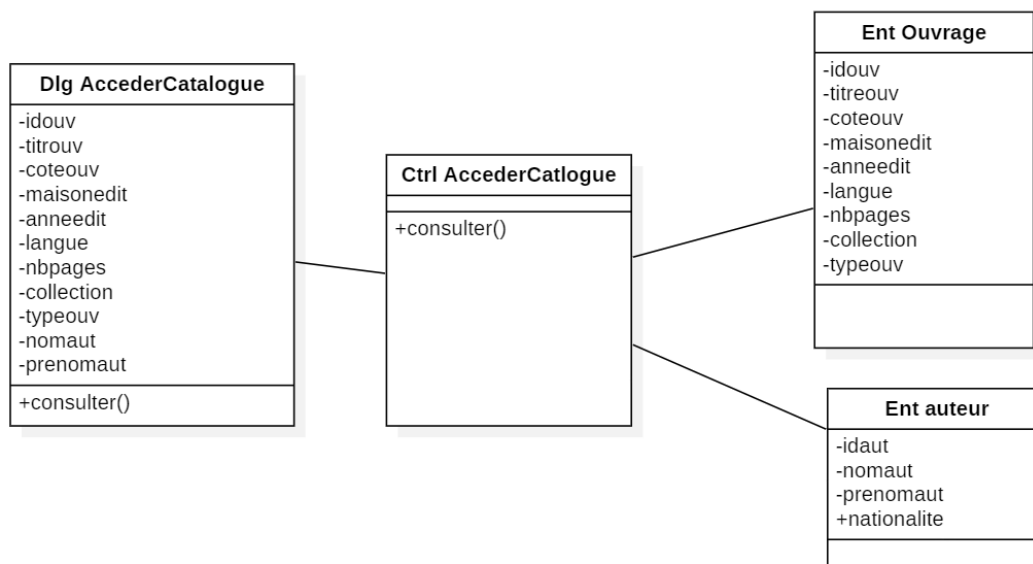 Dlg AccederCatalogue
-idouv
-titrouv
-coteouv
-maisonedit
-anneedit
-langue
-nbpages
-collection
-typeouv
-nomaut
-prenomaut
+consulter()
Ctrl AccederCatlogue
+consulter()
Ent Ouvrage
-idouv
-titreouv
-coteouv
-maisonedit
-anneedit
-langue
-nbpages
-collection
-typeouv
Ent auteur
-idaut
-nomaut
-prenomaut
+nationalite